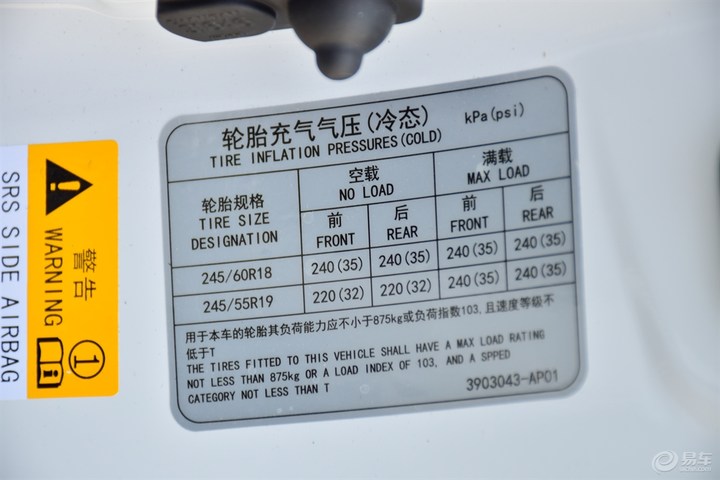 轮胎充气气压(冷态) kPa(psi)
TIRE INFLATION PRESSURES(COLD)
轮胎规格
TIRE SIZE
DESIGNATION
空载
NO LOAD
满载
MAX LOAD
前
FRONT
后
REAR
前
FRONT
后
REAR
245/60R18 240(35) 240(35) 240(35) 240(35)
245/55R19 220(32) 220(32) 240(35) 240(35)
用于本车的轮胎其负荷能力应不小于875kg或负荷指数103,且速度等级不
低于T
THE TIRES FITTED TO THIS VEHICLE SHALL HAVE A MAX LOAD RATING
NOT LESS THAN 875kg OR A LOAD INDEX OF 103, AND A SPPED
CATEGORY NOT LESS THAN T
3903043-AP01
警告
WARNING
1
SRS SIDE AIRBAG
易车